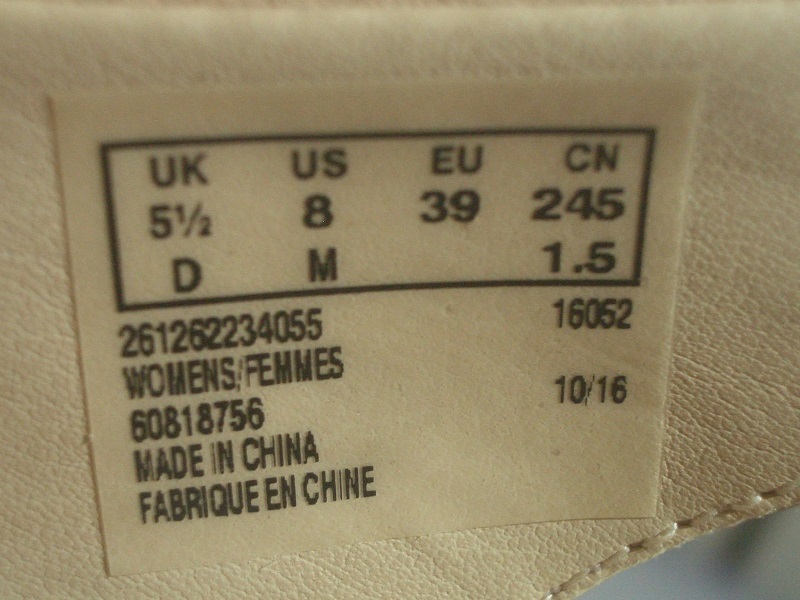 UK US EU CN
5½ 8 39 245
D M 1.5
261262234055 16052
WOMENS/FEMMES
60818756 10/16
MADE IN CHINA
FABRIQUE EN CHINE